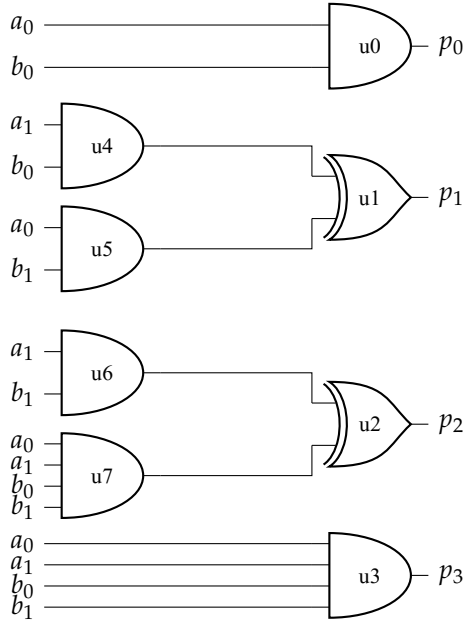 a₀
u0
p₀
b₀
a₁
u4
b₀
u1
p₁
a₀
u5
b₁
a₁
u6
b₁
u2
p₂
a₀
a₁
u7
b₀
b₁
a₀
a₁
u3
p₃
b₀
b₁